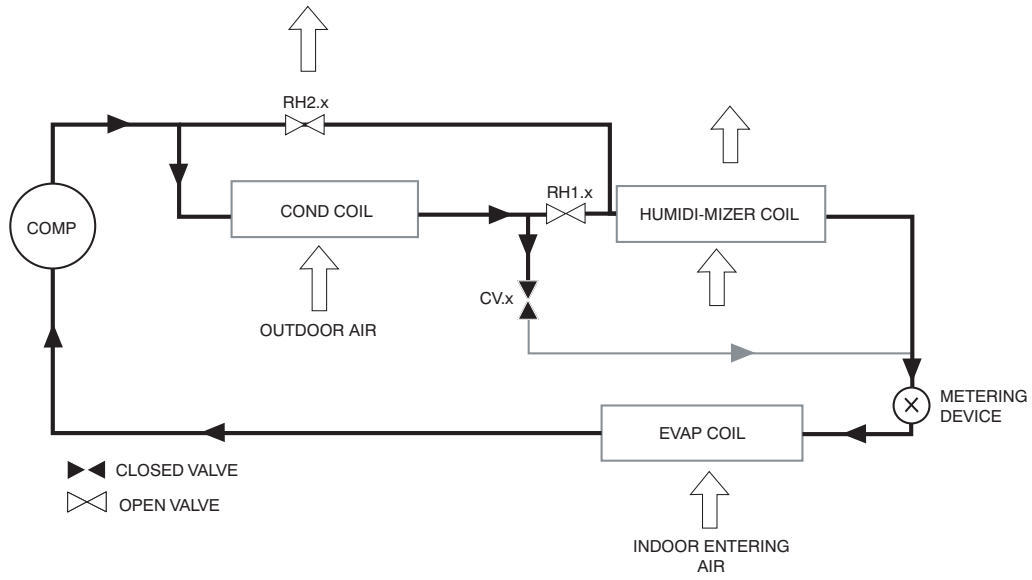 RH2.x
RH1.x
COMP
COND COIL
HUMIDI-MIZER COIL
CV.x
OUTDOOR AIR
METERING
DEVICE
EVAP COIL
CLOSED VALVE
OPEN VALVE
INDOOR ENTERING
AIR